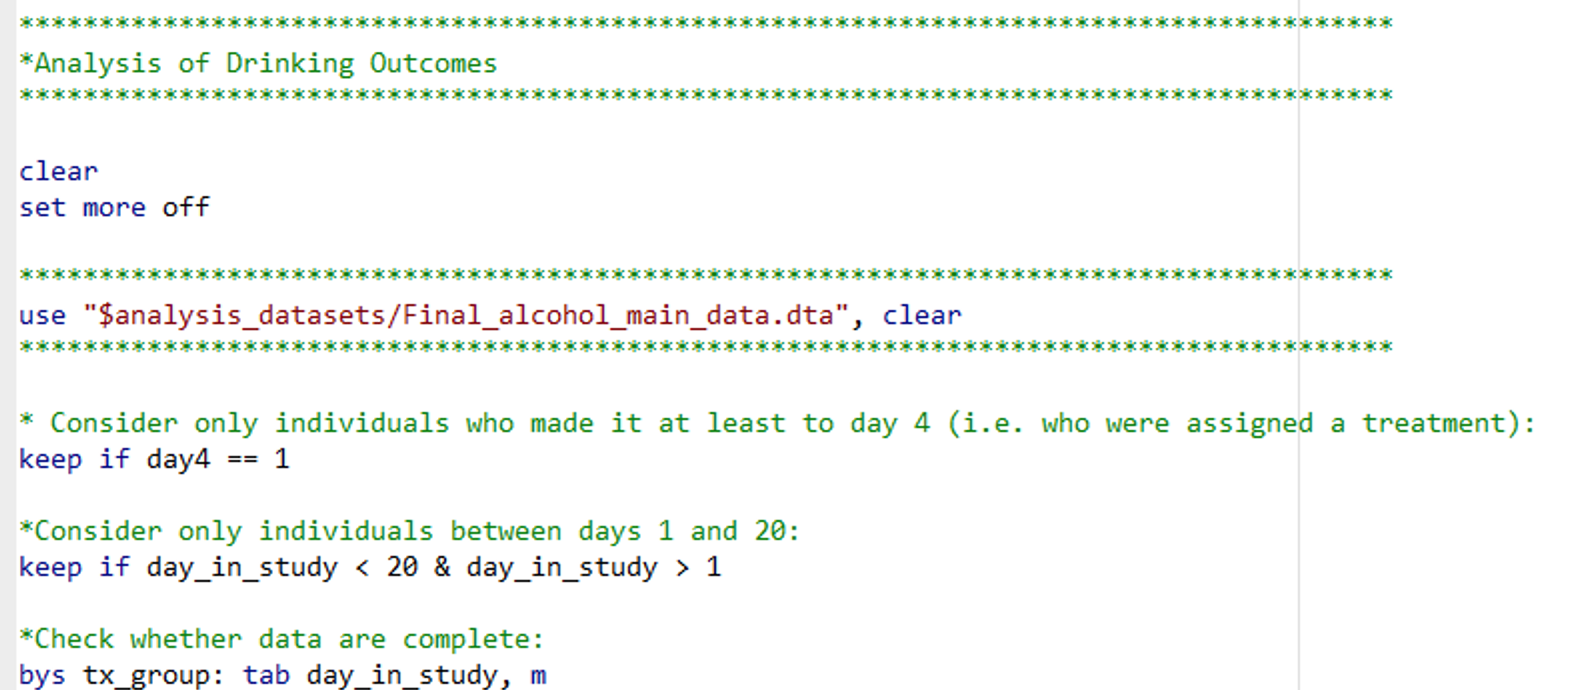 **************************************************************************************
*Analysis of Drinking Outcomes
**************************************************************************************
clear
set more off
**************************************************************************************
use "$analysis_datasets/Final_alcohol_main_data.dta", clear
**************************************************************************************
* Consider only individuals who made it at least to day 4 (i.e. who were assigned a treatment):
keep if day4 == 1
*Consider only individuals between days 1 and 20:
keep if day_in_study < 20 & day_in_study > 1
*Check whether data are complete:
bys tx_group: tab day_in_study, m